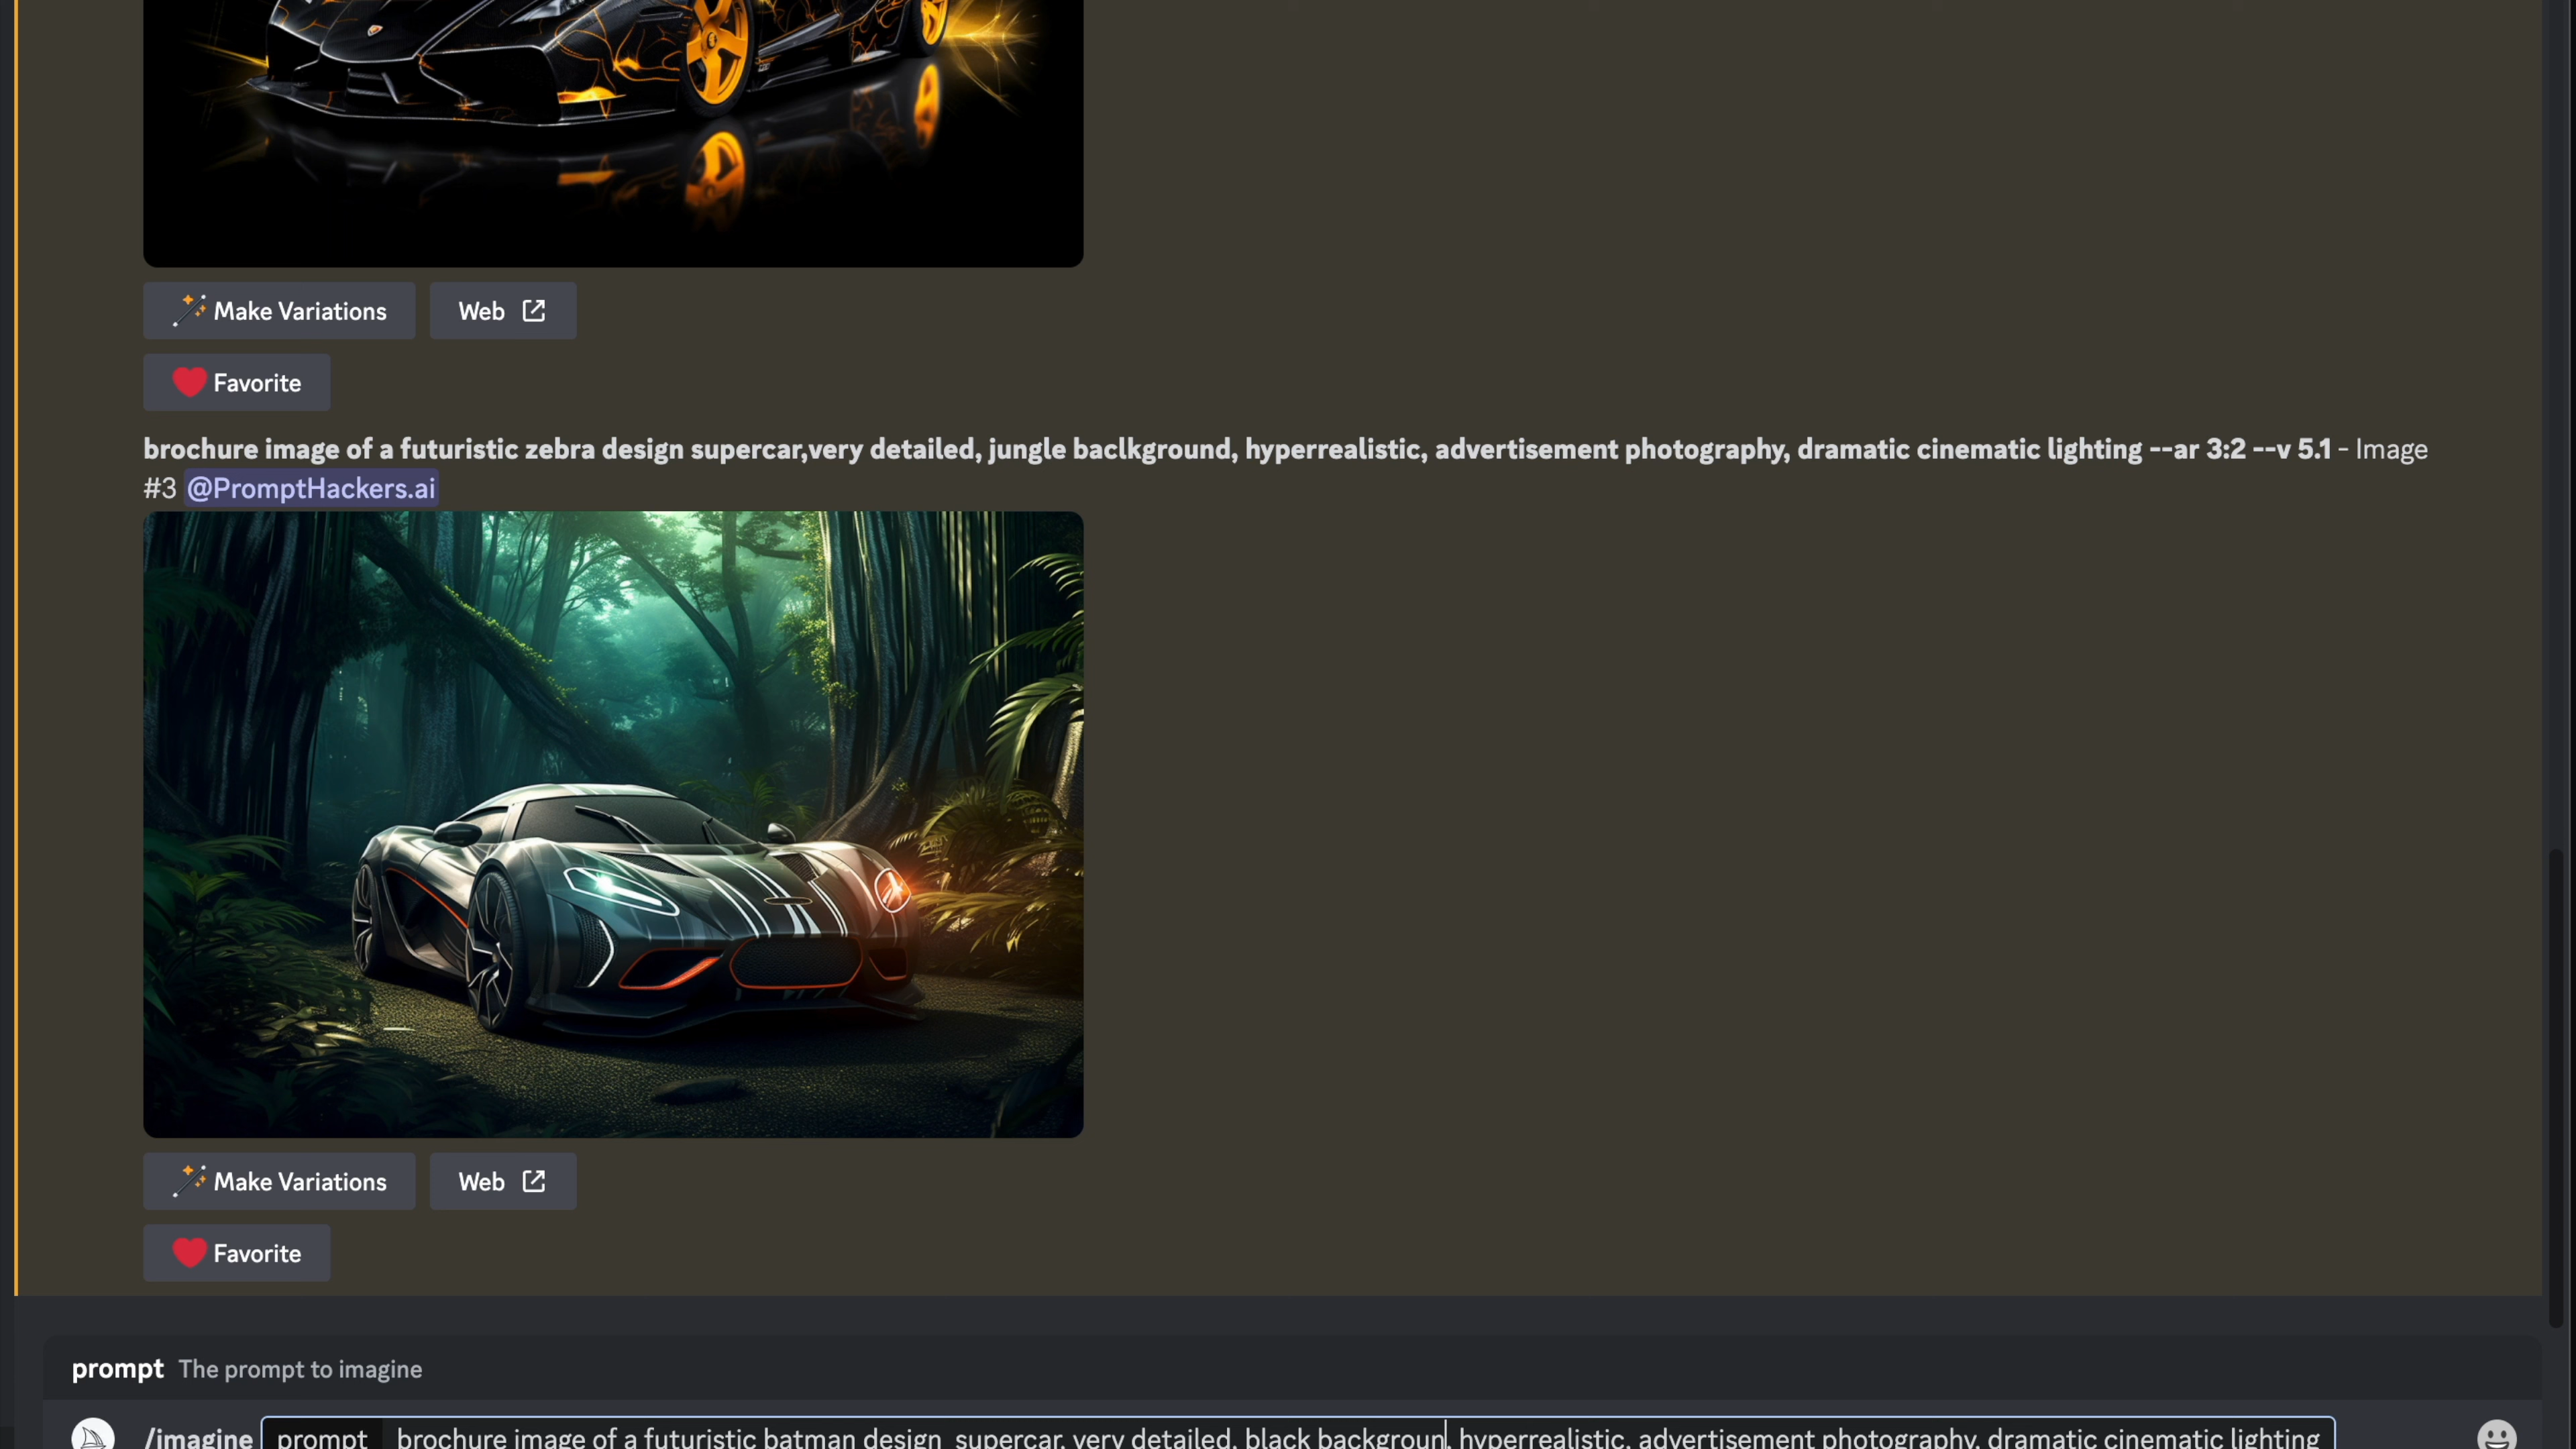 Make Variations Web
Favorite
brochure image of a futuristic zebra design supercar,very detailed, jungle baclkground, hyperrealistic, advertisement photography, dramatic cinematic lighting --ar 3:2 --v 5.1 - Image
#3 @PromptHackers.ai
Make Variations Web
Favorite
prompt The prompt to imagine
/imagine prompt brochure image of a futuristic batman design supercar, very detailed, black backgroun, hyperrealistic, advertisement photography, dramatic cinematic lighting